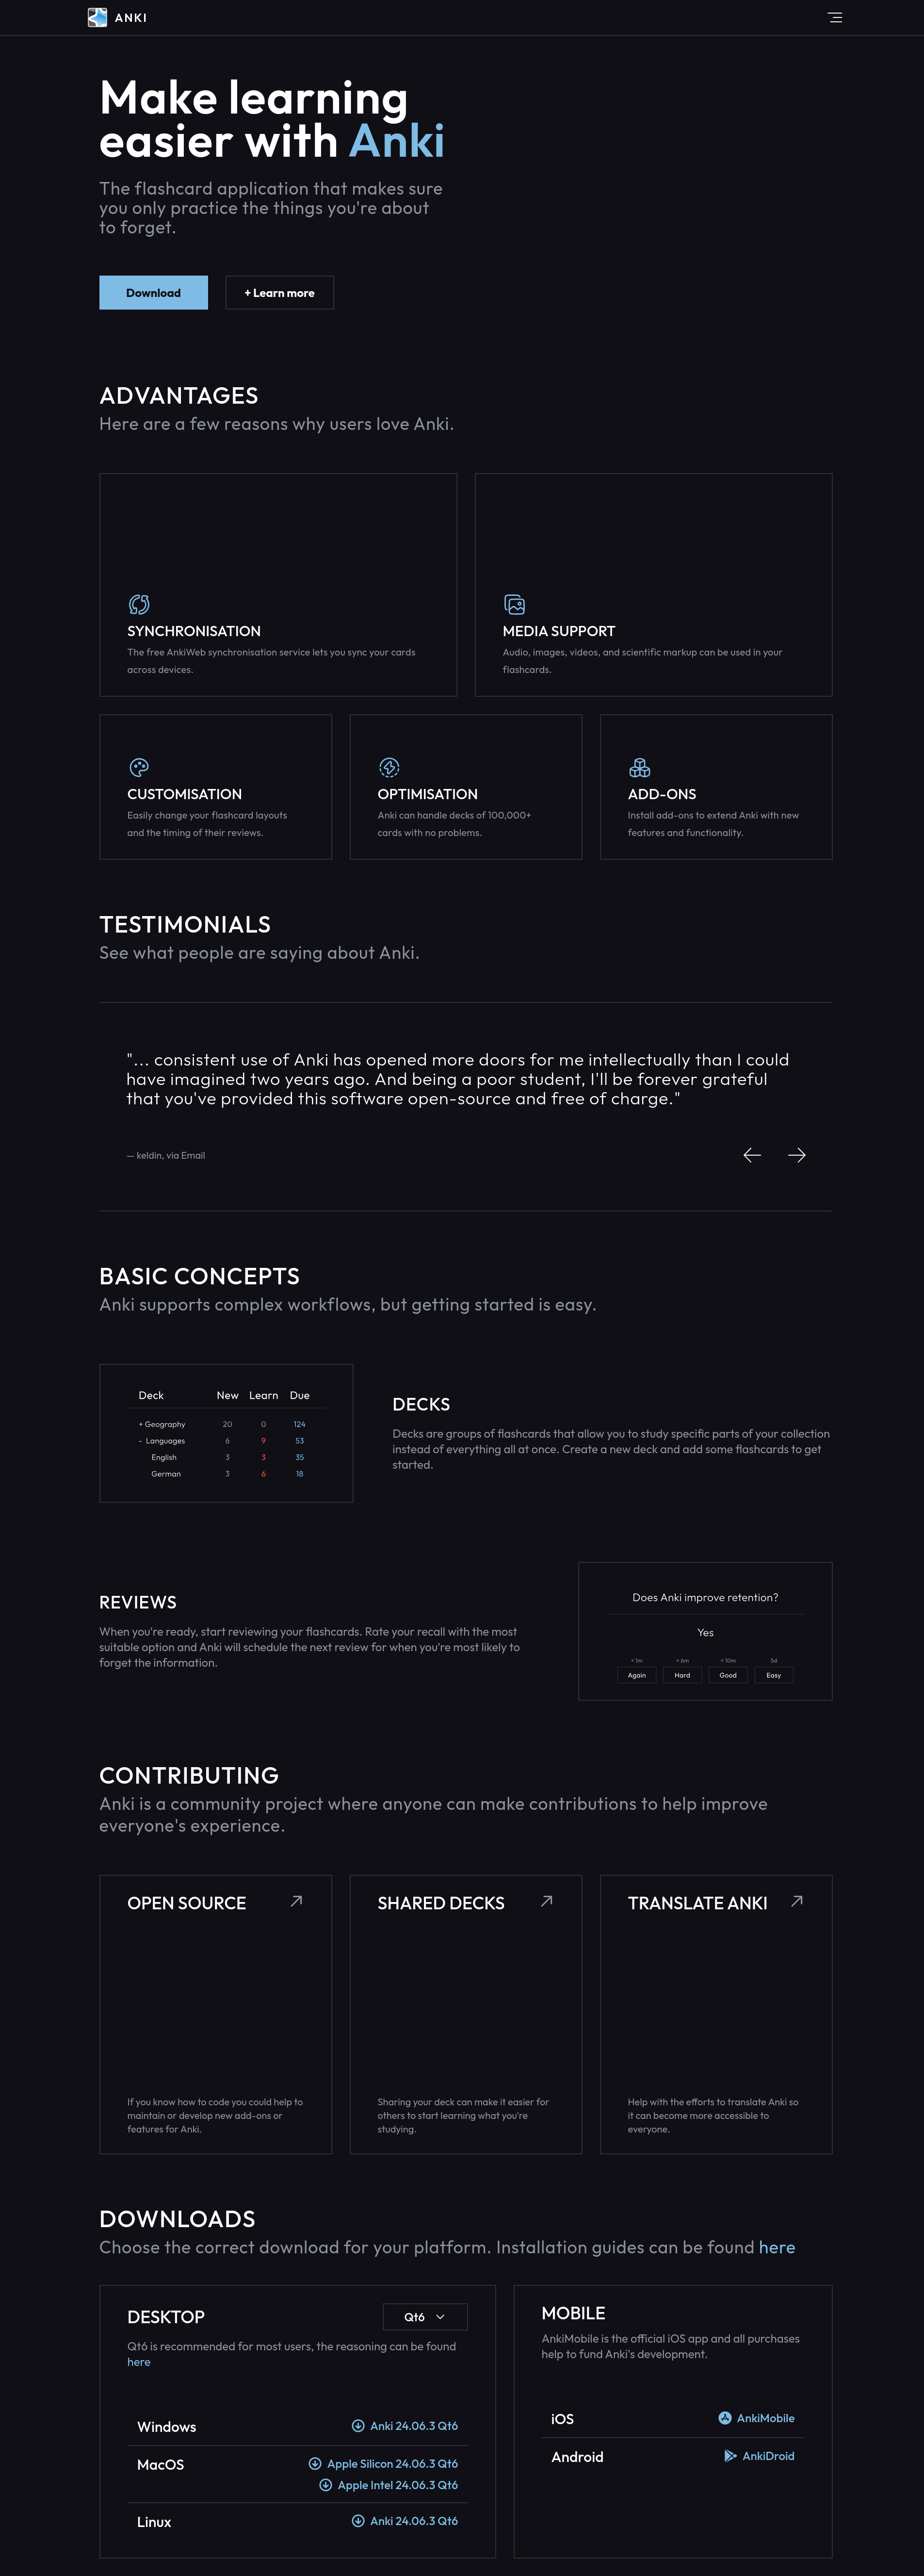 ANKI
Make learning
easier with Anki
The flashcard application that makes sure
you only practice the things you're about
to forget.
Download
+ Learn more
ADVANTAGES
Here are a few reasons why users love Anki.
SYNCHRONISATION
The free AnkiWeb synchronisation service lets you sync your cards
across devices.
MEDIA SUPPORT
Audio, images, videos, and scientific markup can be used in your
flashcards.
CUSTOMISATION
Easily change your flashcard layouts
and the timing of their reviews.
OPTIMISATION
Anki can handle decks of 100,000+
cards with no problems.
ADD-ONS
Install add-ons to extend Anki with new
features and functionality.
TESTIMONIALS
See what people are saying about Anki.
"... consistent use of Anki has opened more doors for me intellectually than I could
have imagined two years ago. And being a poor student, I'll be forever grateful
that you've provided this software open-source and free of charge."
— keldin, via Email
BASIC CONCEPTS
Anki supports complex workflows, but getting started is easy.
Deck New Learn Due
+ Geography 20 0 124
- Languages 6 9 53
English 3 3 35
German 3 6 18
DECKS
Decks are groups of flashcards that allow you to study specific parts of your collection
instead of everything all at once. Create a new deck and add some flashcards to get
started.
REVIEWS
When you're ready, start reviewing your flashcards. Rate your recall with the most
suitable option and Anki will schedule the next review for when you're most likely to
forget the information.
Does Anki improve retention?
Yes
< 1m < 6m < 10m 5d
Again Hard Good Easy
CONTRIBUTING
Anki is a community project where anyone can make contributions to help improve
everyone's experience.
OPEN SOURCE
If you know how to code you could help to
maintain or develop new add-ons or
features for Anki.
SHARED DECKS
Sharing your deck can make it easier for
others to start learning what you're
studying.
TRANSLATE ANKI
Help with the efforts to translate Anki so
it can become more accessible to
everyone.
DOWNLOADS
Choose the correct download for your platform. Installation guides can be found here
DESKTOP
Qt6
Qt6 is recommended for most users, the reasoning can be found
here
Windows Anki 24.06.3 Qt6
MacOS Apple Silicon 24.06.3 Qt6
Apple Intel 24.06.3 Qt6
Linux Anki 24.06.3 Qt6
MOBILE
AnkiMobile is the official iOS app and all purchases
help to fund Anki's development.
iOS AnkiMobile
Android AnkiDroid